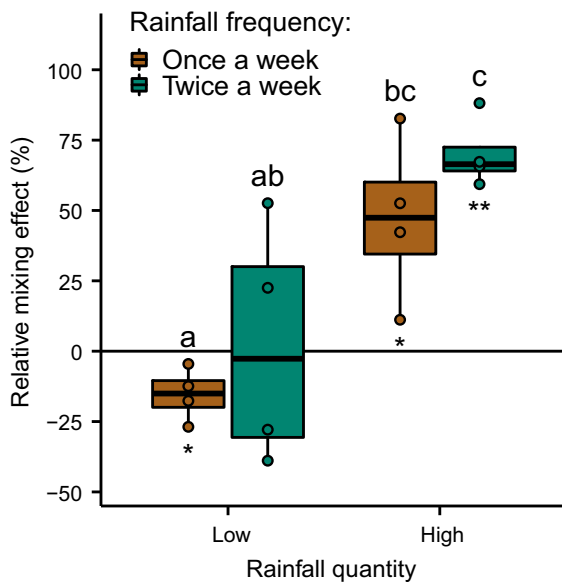 Rainfall frequency:
Once a week
Twice a week
Relative mixing effect (%)
100
75
50
25
0
−25
−50
a
*
ab
bc
*
c
**
Low
High
Rainfall quantity